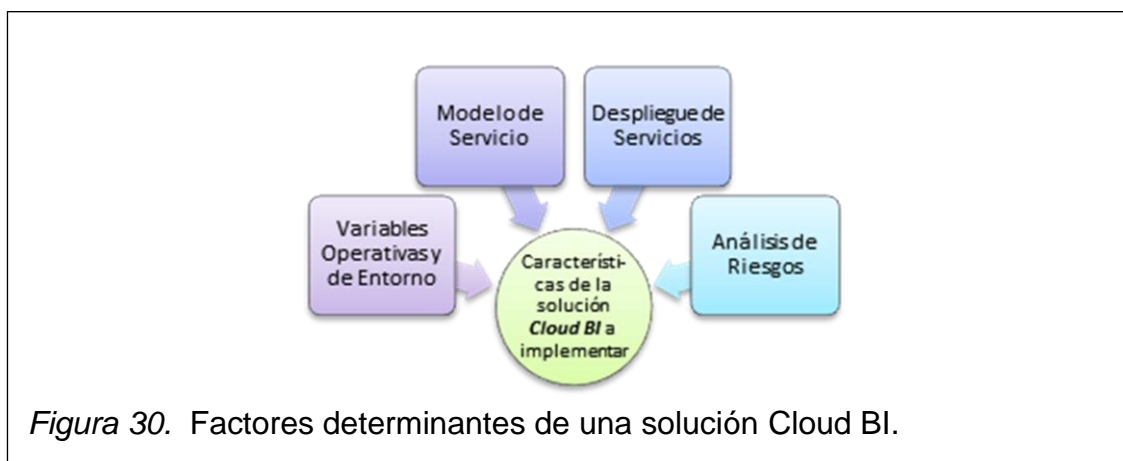 Modelo de
Servicio
Despliegue de
Servicios
Variables
Operativas y
de Entorno
Análisis de
Riesgos
Característi-
cas de la
solución
Cloud BI a
implementar
Figura 30. Factores determinantes de una solución Cloud BI.